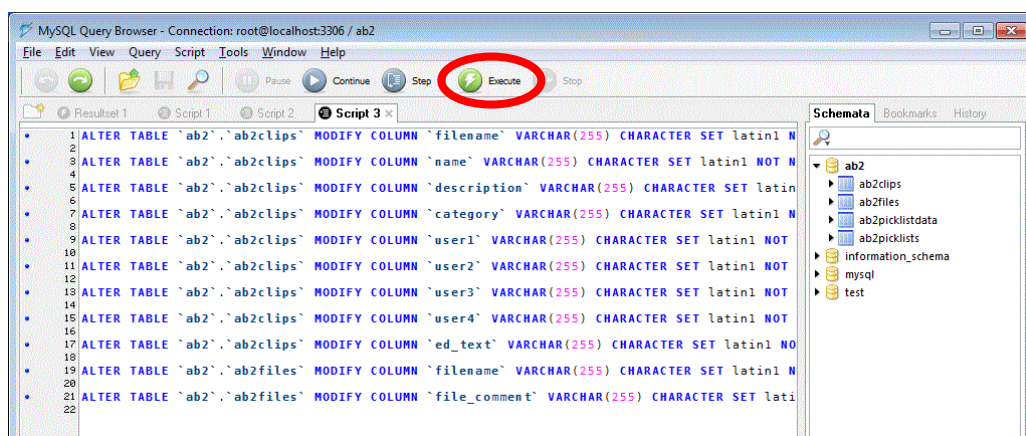 MySQL Query Browser - Connection: root@localhost:3306 / ab2
File Edit View Query Script Tools Window Help
Pause Continue Step Execute Stop
Resultset 1 Script 1 Script 2 Script 3 Schemata Bookmarks History
1 ALTER TABLE `ab2`.`ab2clips` MODIFY COLUMN `filename` VARCHAR(255) CHARACTER SET latin1 N
2
3 ALTER TABLE `ab2`.`ab2clips` MODIFY COLUMN `name` VARCHAR(255) CHARACTER SET latin1 NOT N
4
5 ALTER TABLE `ab2`.`ab2clips` MODIFY COLUMN `description` VARCHAR(255) CHARACTER SET latin
6
7 ALTER TABLE `ab2`.`ab2clips` MODIFY COLUMN `category` VARCHAR(255) CHARACTER SET latin1 N
8
9 ALTER TABLE `ab2`.`ab2clips` MODIFY COLUMN `user1` VARCHAR(255) CHARACTER SET latin1 NOT
10
11 ALTER TABLE `ab2`.`ab2clips` MODIFY COLUMN `user2` VARCHAR(255) CHARACTER SET latin1 NOT
12
13 ALTER TABLE `ab2`.`ab2clips` MODIFY COLUMN `user3` VARCHAR(255) CHARACTER SET latin1 NOT
14
15 ALTER TABLE `ab2`.`ab2clips` MODIFY COLUMN `user4` VARCHAR(255) CHARACTER SET latin1 NOT
16
17 ALTER TABLE `ab2`.`ab2clips` MODIFY COLUMN `ed_text` VARCHAR(255) CHARACTER SET latin1 NO
18
19 ALTER TABLE `ab2`.`ab2files` MODIFY COLUMN `filename` VARCHAR(255) CHARACTER SET latin1 N
20
21 ALTER TABLE `ab2`.`ab2files` MODIFY COLUMN `file_comment` VARCHAR(255) CHARACTER SET lati
22
ab2
ab2clips
ab2files
ab2picklistdata
ab2picklists
information_schema
mysql
test